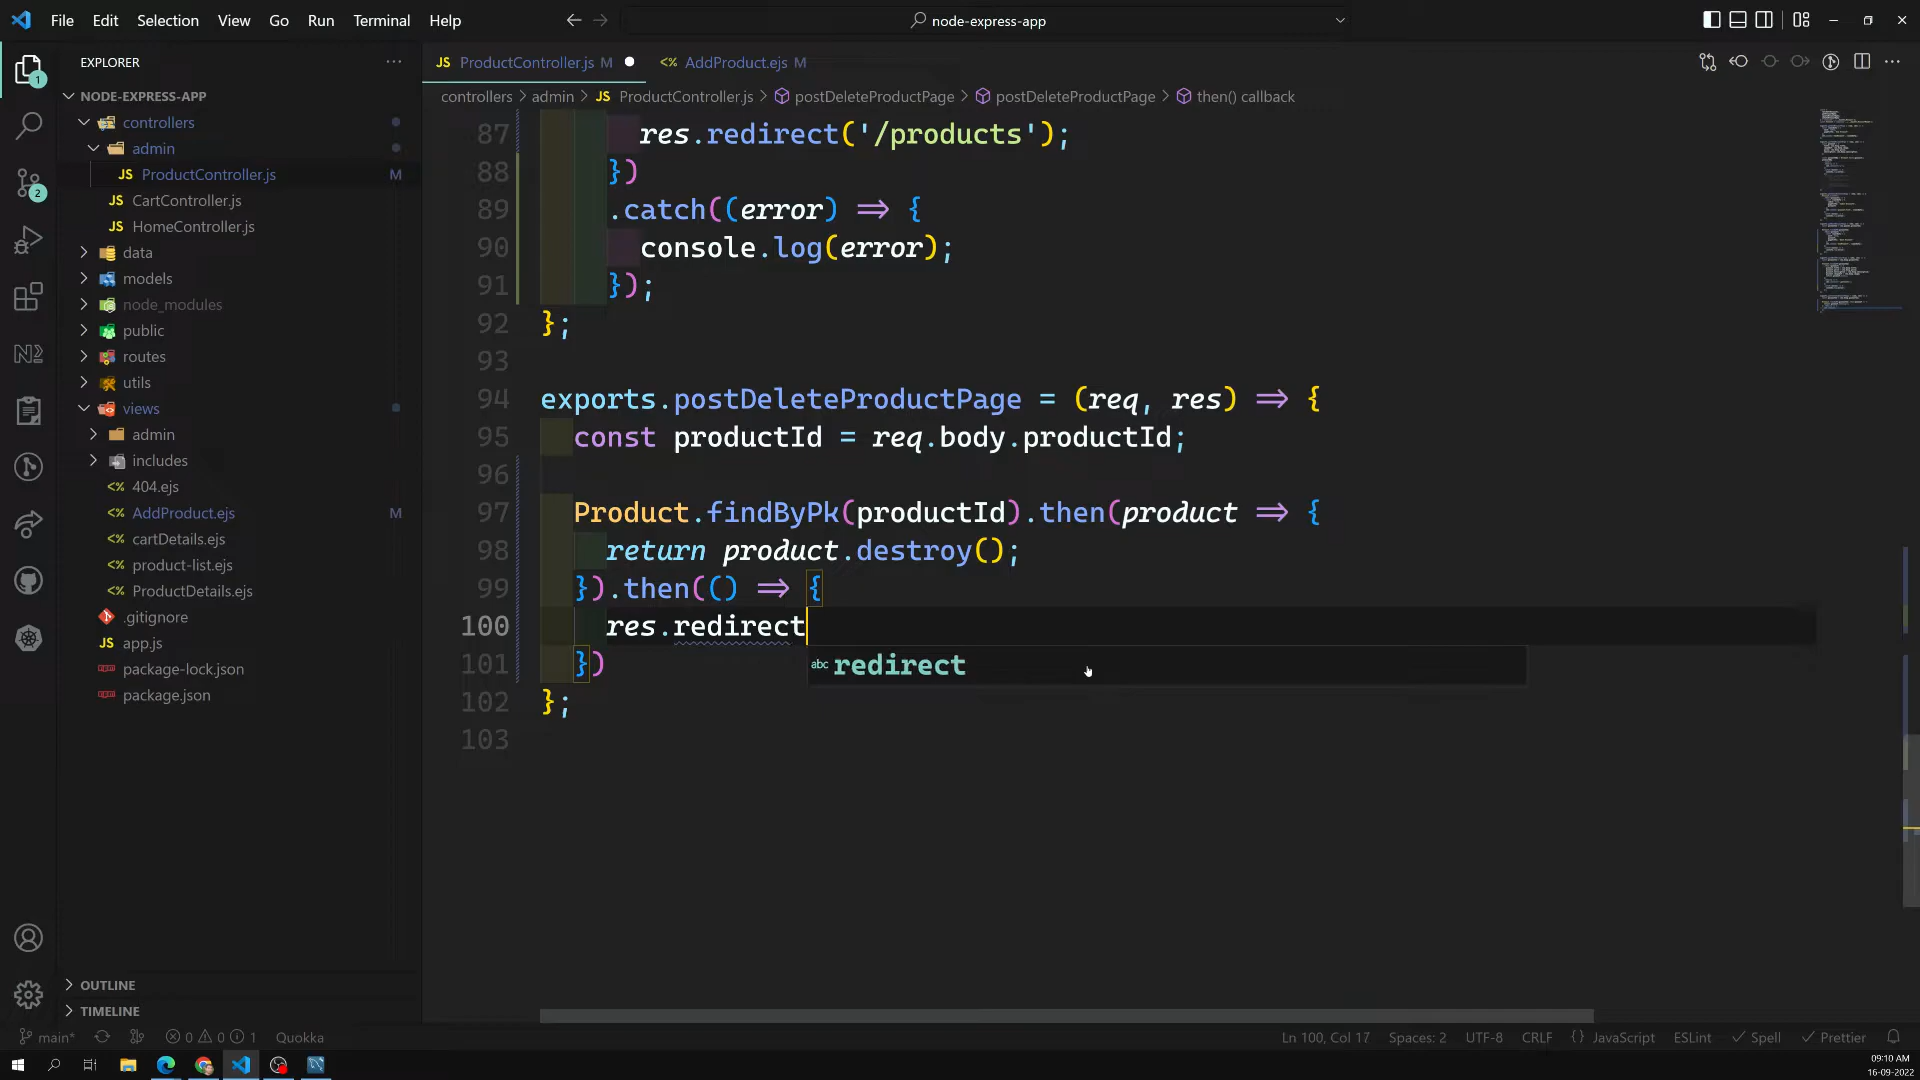 File Edit Selection View Go Run Terminal Help
node-express-app
EXPLORER
NODE-EXPRESS-APP
controllers
admin
JS ProductController.js M
JS CartController.js
JS HomeController.js
data
models
node_modules
public
routes
utils
views
admin
includes
<% 404.ejs
<% AddProduct.ejs M
<% cartDetails.ejs
<% product-list.ejs
<% ProductDetails.ejs
.gitignore
JS app.js
package-lock.json
package.json
OUTLINE
TIMELINE
1
2
JS ProductController.js M
<% AddProduct.ejs M
controllers > admin > JS ProductController.js > postDeleteProductPage > postDeleteProductPage > then() callback
87 res.redirect('/products');
88 })
89 .catch((error) => {
90 console.log(error);
91 });
92 };
93
94 exports.postDeleteProductPage = (req, res) => {
95 const productId = req.body.productId;
96
97 Product.findByPk(productId).then(product => {
98 return product.destroy();
99 }).then(() => {
100 res.redirect
101 })
abc redirect
102 };
103
main* 0 0 1 Quokka
Ln 100, Col 17 Spaces: 2 UTF-8 CRLF {} JavaScript ESLint Spell Prettier
09:10 AM
16-09-2022